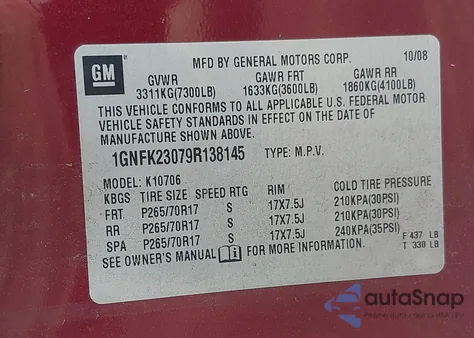 GM
MFD BY GENERAL MOTORS CORP. 10/08
GVWR GAWR FRT GAWR RR
3311KG(7300LB) 1633KG(3600LB) 1860KG(4100LB)
THIS VEHICLE CONFORMS TO ALL APPLICABLE U.S. FEDERAL MOTOR
VEHICLE SAFETY STANDARDS IN EFFECT ON THE DATE OF
MANUFACTURE SHOWN ABOVE.
1GNFK23079R138145 TYPE: M.P.V.
MODEL: K10706
KBGS TIRE SIZE SPEED RTG RIM COLD TIRE PRESSURE
FRT P265/70R17 S 17X7.5J 210KPA(30PSI)
RR P265/70R17 S 17X7.5J 210KPA(30PSI)
SPA P265/70R17 S 17X7.5J 240KPA(35PSI)
SEE OWNER'S MANUAL FOR MORE INFORMATION.
F 437 LB
T 330 LB
autoSnap